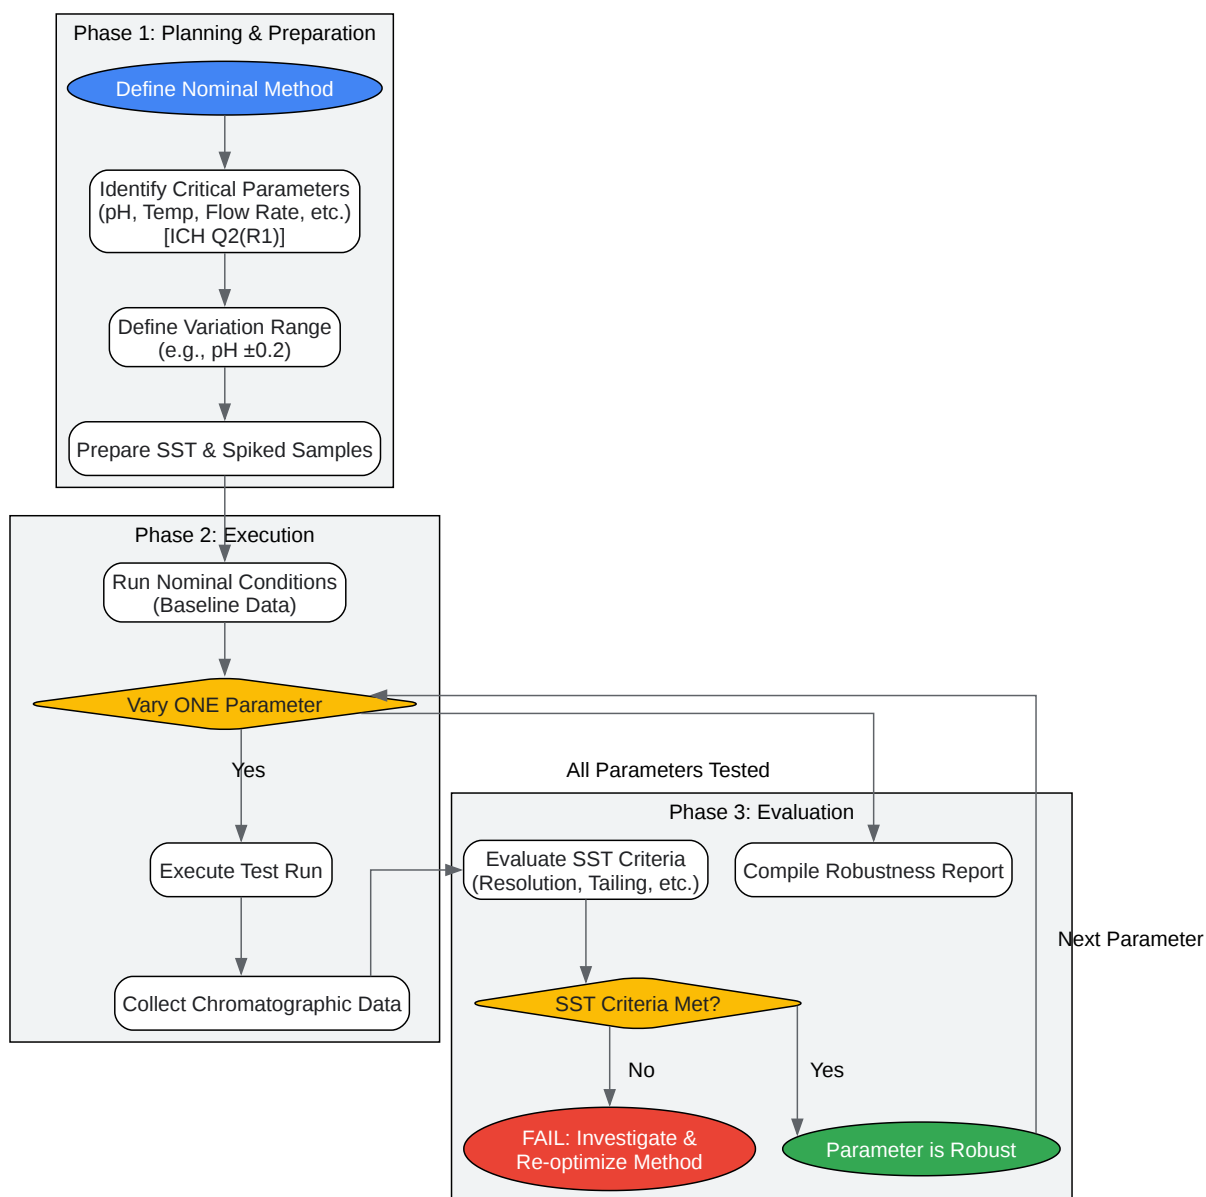 Phase 1: Planning & Preparation
Define Nominal Method
Identify Critical Parameters
(pH, Temp, Flow Rate, etc.)
[ICH Q2(R1)]
Define Variation Range
(e.g., pH ±0.2)
Prepare SST & Spiked Samples
Phase 2: Execution
Run Nominal Conditions
(Baseline Data)
Vary ONE Parameter
Yes
All Parameters Tested
Execute Test Run
Collect Chromatographic Data
Phase 3: Evaluation
Evaluate SST Criteria
(Resolution, Tailing, etc.)
Compile Robustness Report
Next Parameter
SST Criteria Met?
No
Yes
FAIL: Investigate &
Re-optimize Method
Parameter is Robust